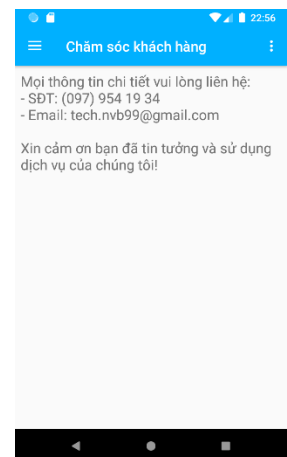 22:56
Chăm sóc khách hàng
Mọi thông tin chi tiết vui lòng liên hệ:
- SĐT: (097) 954 19 34
- Email: tech.nvb99@gmail.com
Xin cảm ơn bạn đã tin tưởng và sử dụng
dịch vụ của chúng tôi!